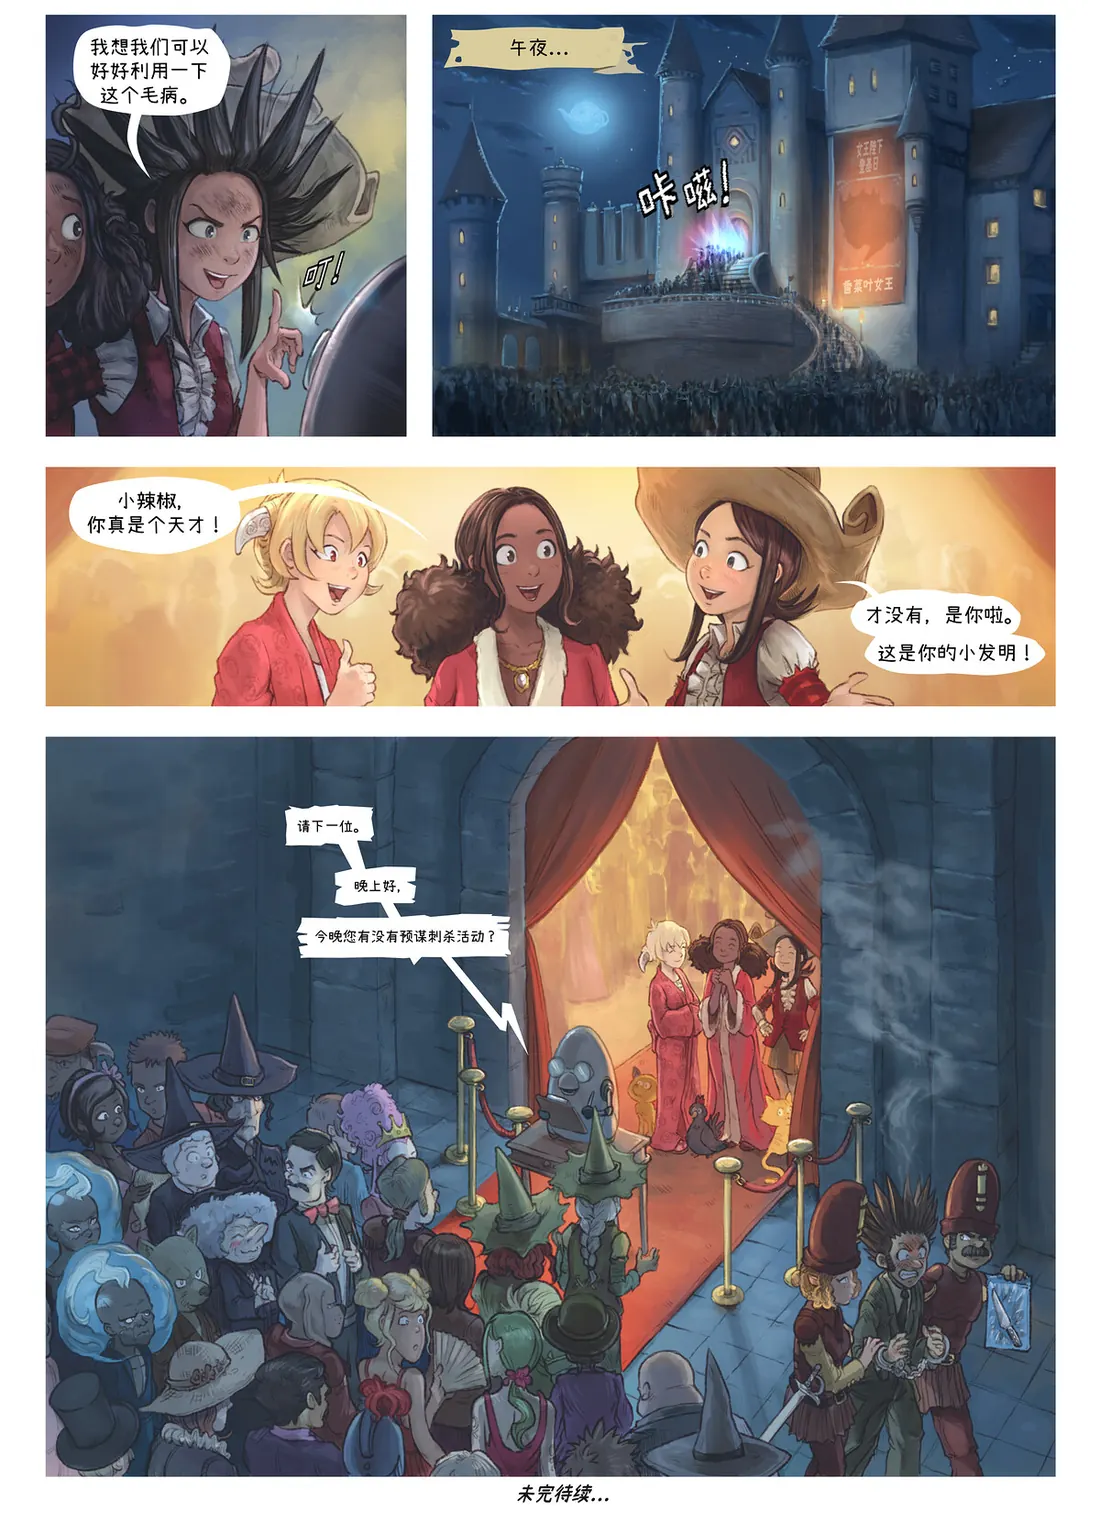 我想我们可以
好好利用一下
这个毛病。
叮！
午夜...
咔嗞！
女王陛下
登基日
香菜叶女王
小辣椒,
你真是个天才！
才没有，是你啦。
这是你的小发明！
请下一位。
晚上好,
今晚您有没有预谋刺杀活动？
未完待续...